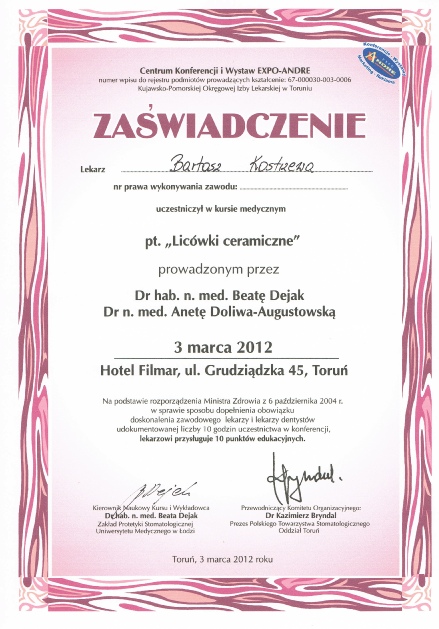 Centrum Konferencji i Wystaw EXPO-ANDRE
numer wpisu do rejestru podmiotów prowadzących kształcenie: 67-000030-003-0006
Kujawsko-Pomorskiej Okręgowej Izby Lekarskiej w Toruniu
ZAŚWIADCZENIE
Lekarz Bartosz Kostrzewa
nr prawa wykonywania zawodu:
uczestniczył w kursie medycznym
pt. „Licówki ceramiczne”
prowadzonym przez
Dr hab. n. med. Beatę Dejak
Dr n. med. Anetę Doliwa-Augustowską
3 marca 2012
Hotel Filmar, ul. Grudziądzka 45, Toruń
Na podstawie rozporządzenia Ministra Zdrowia z 6 października 2004 r.
w sprawie sposobu dopełnienia obowiązku
doskonalenia zawodowego lekarzy i lekarzy dentystów
udokumentowanej liczby 10 godzin uczestnictwa w konferencji,
lekarzowi przysługuje 10 punktów edukacyjnych.
BDejak
Bryndal.
Kierownik Naukowy Kursu i Wykładowca
Dr hab. n. med. Beata Dejak
Zakład Protetyki Stomatologicznej
Uniwersytetu Medycznego w Łodzi
Przewodniczący Komitetu Organizacyjnego:
Dr Kazimierz Bryndal
Prezes Polskiego Towarzystwa Stomatologicznego
Oddział Toruń
Toruń, 3 marca 2012 roku